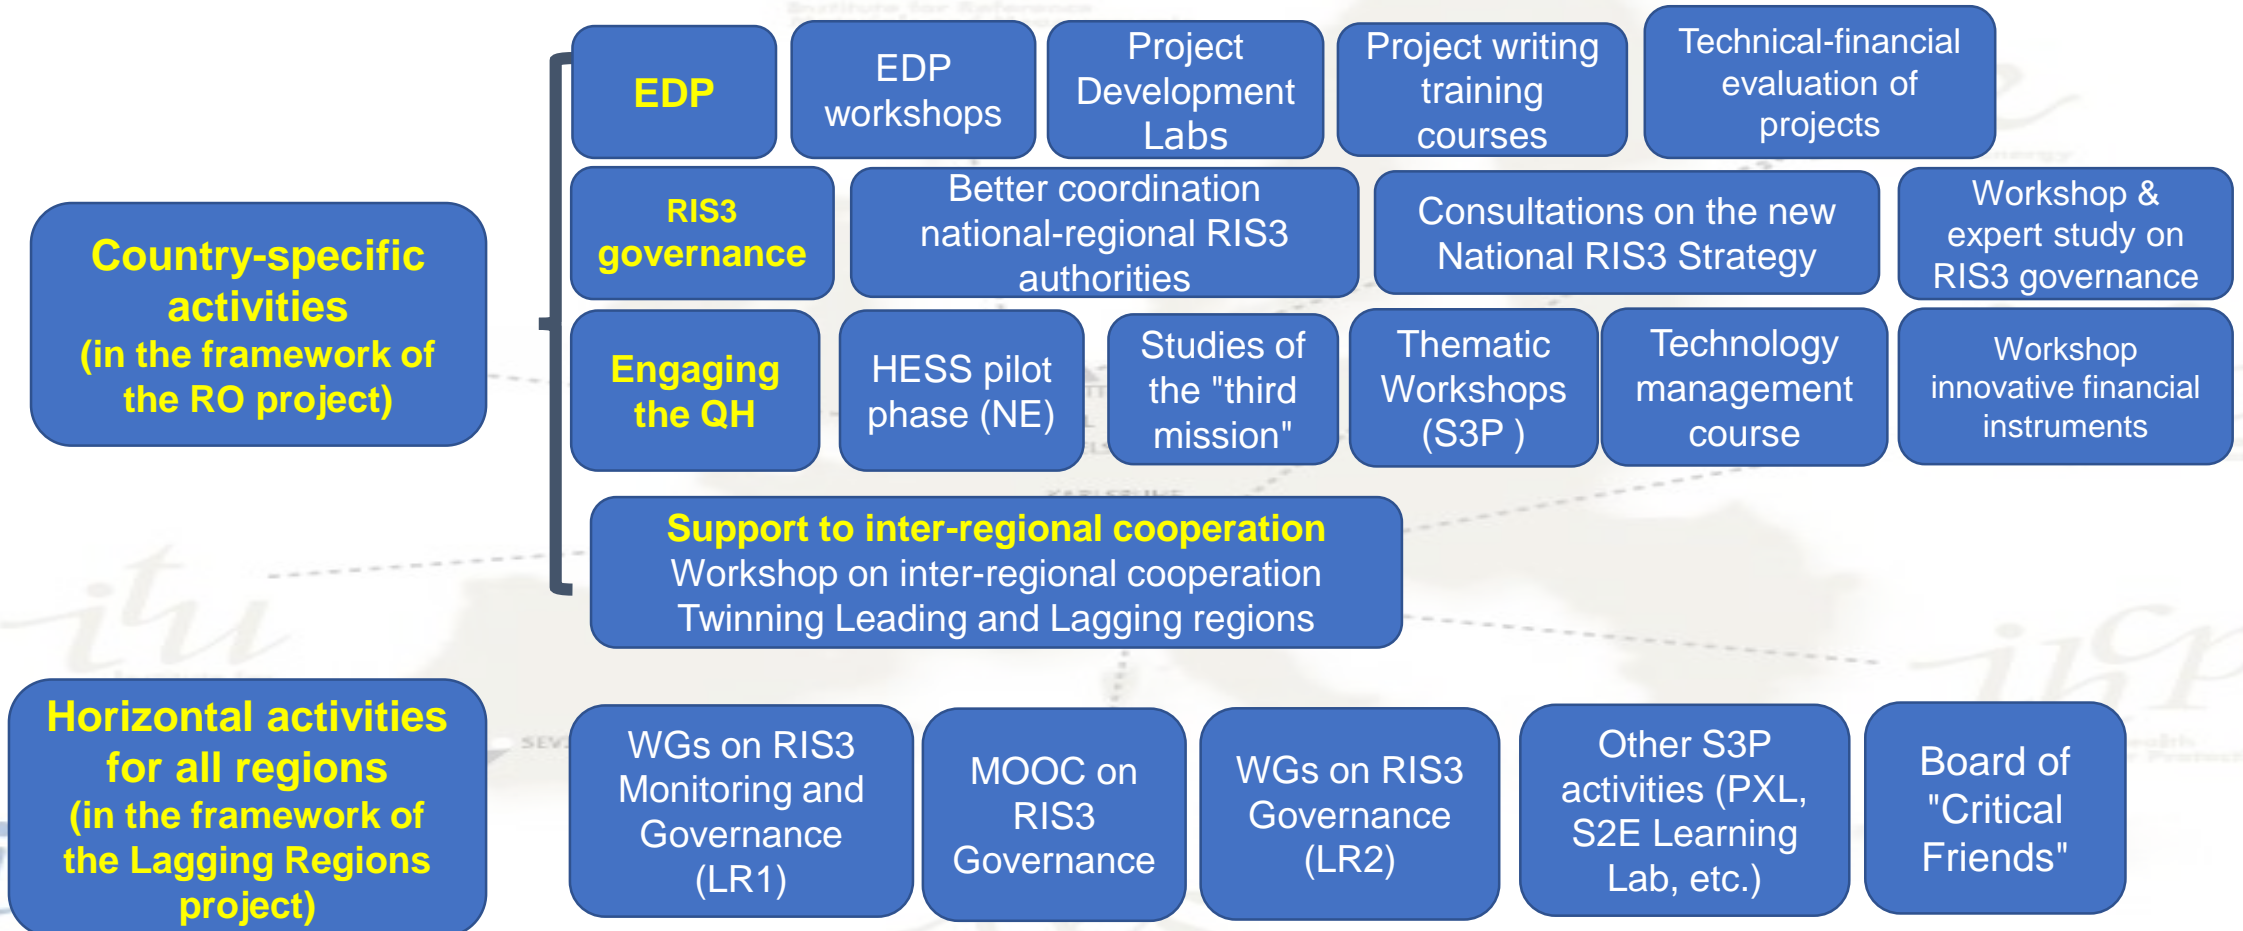 EDP
EDP
workshops
Project
Development
Labs
Project writing
training
courses
Technical-financial
evaluation of
projects
Country-specific
activities
(in the framework of
the RO project)
RIS3
governance
Better coordination
national-regional RIS3
authorities
Consultations on the new
National RIS3 Strategy
Workshop &
expert study on
RIS3 governance
Engaging
the QH
HESS pilot
phase (NE)
Studies of
the "third
mission"
Thematic
Workshops
(S3P )
Technology
management
course
Workshop
innovative financial
instruments
Support to inter-regional cooperation
Workshop on inter-regional cooperation
Twinning Leading and Lagging regions
itu
Horizontal activities
for all regions
(in the framework of
the Lagging Regions
project)
WGs on RIS3
Monitoring and
Governance
(LR1)
MOOC on
RIS3
Governance
WGs on RIS3
Governance
(LR2)
Other S3P
activities (PXL,
S2E Learning
Lab, etc.)
Board of
"Critical
Friends"